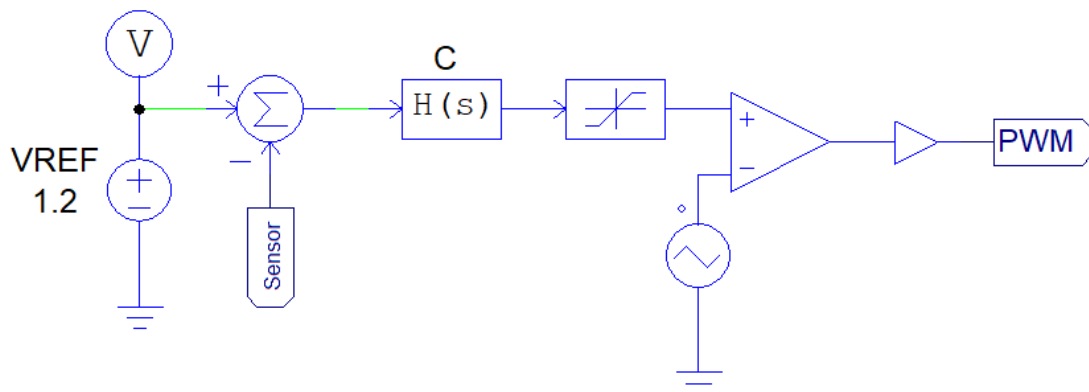 V
C
+
Σ
H(s)
+
PWM
−
−
VREF
1.2
+
−
Sensor